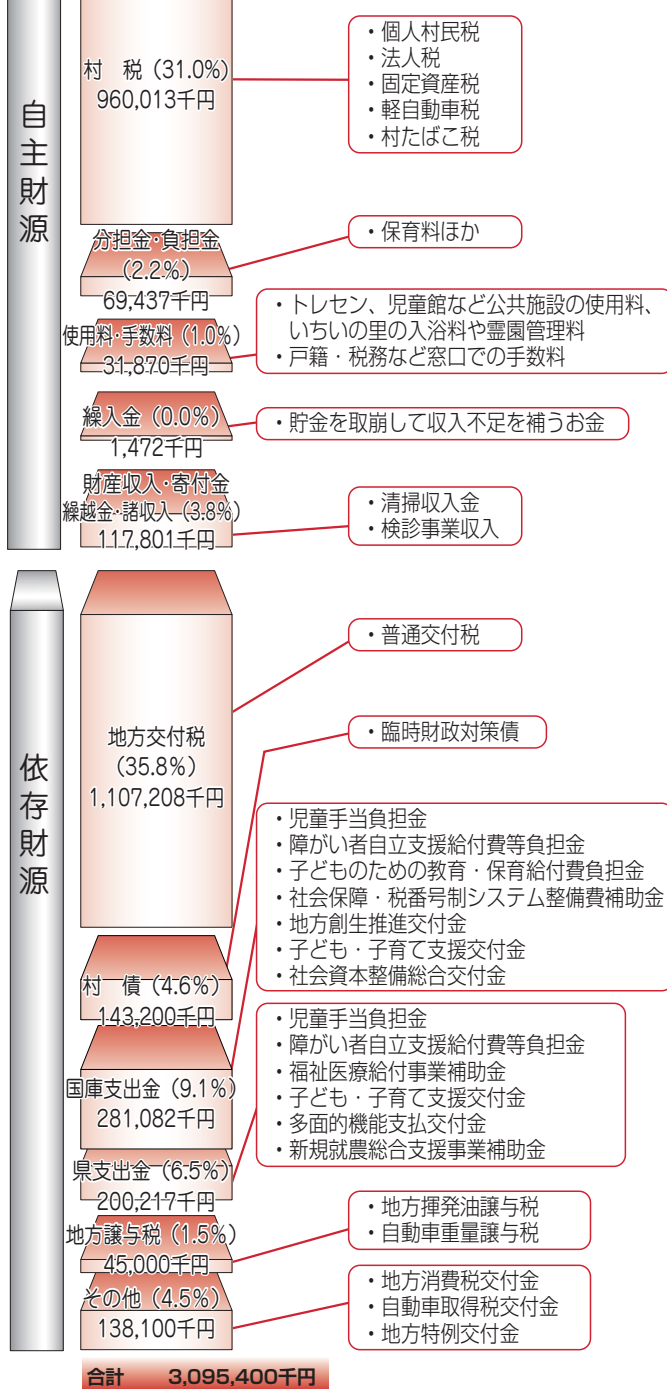 自主財源
村　税（31.0%）
960,013千円
・個人村民税
・法人税
・固定資産税
・軽自動車税
・村たばこ税
分担金・負担金
（2.2%）
69,437千円
・保育料ほか
使用料・手数料（1.0%）
31,870千円
・トレセン、児童館など公共施設の使用料、
いちいの里の入浴料や霊園管理料
・戸籍・税務など窓口での手数料
繰入金（0.0%）
1,472千円
・貯金を取崩して収入不足を補うお金
財産収入・寄付金
繰越金・諸収入（3.8%）
117,801千円
・清掃収入金
・検診事業収入
依存財源
地方交付税
（35.8%）
1,107,208千円
・普通交付税
村　債（4.6%）
143,200千円
・臨時財政対策債
国庫支出金（9.1%）
281,082千円
・児童手当負担金
・障がい者自立支援給付費等負担金
・子どものための教育・保育給付費負担金
・社会保障・税番号制システム整備費補助金
・地方創生推進交付金
・子ども・子育て支援交付金
・社会資本整備総合交付金
県支出金（6.5%）
200,217千円
・児童手当負担金
・障がい者自立支援給付費等負担金
・福祉医療給付事業補助金
・子ども・子育て支援交付金
・多面的機能支払交付金
・新規就農総合支援事業補助金
地方譲与税（1.5%）
45,000千円
・地方揮発油譲与税
・自動車重量譲与税
その他（4.5%）
138,100千円
・地方消費税交付金
・自動車取得税交付金
・地方特例交付金
合計　3,095,400千円